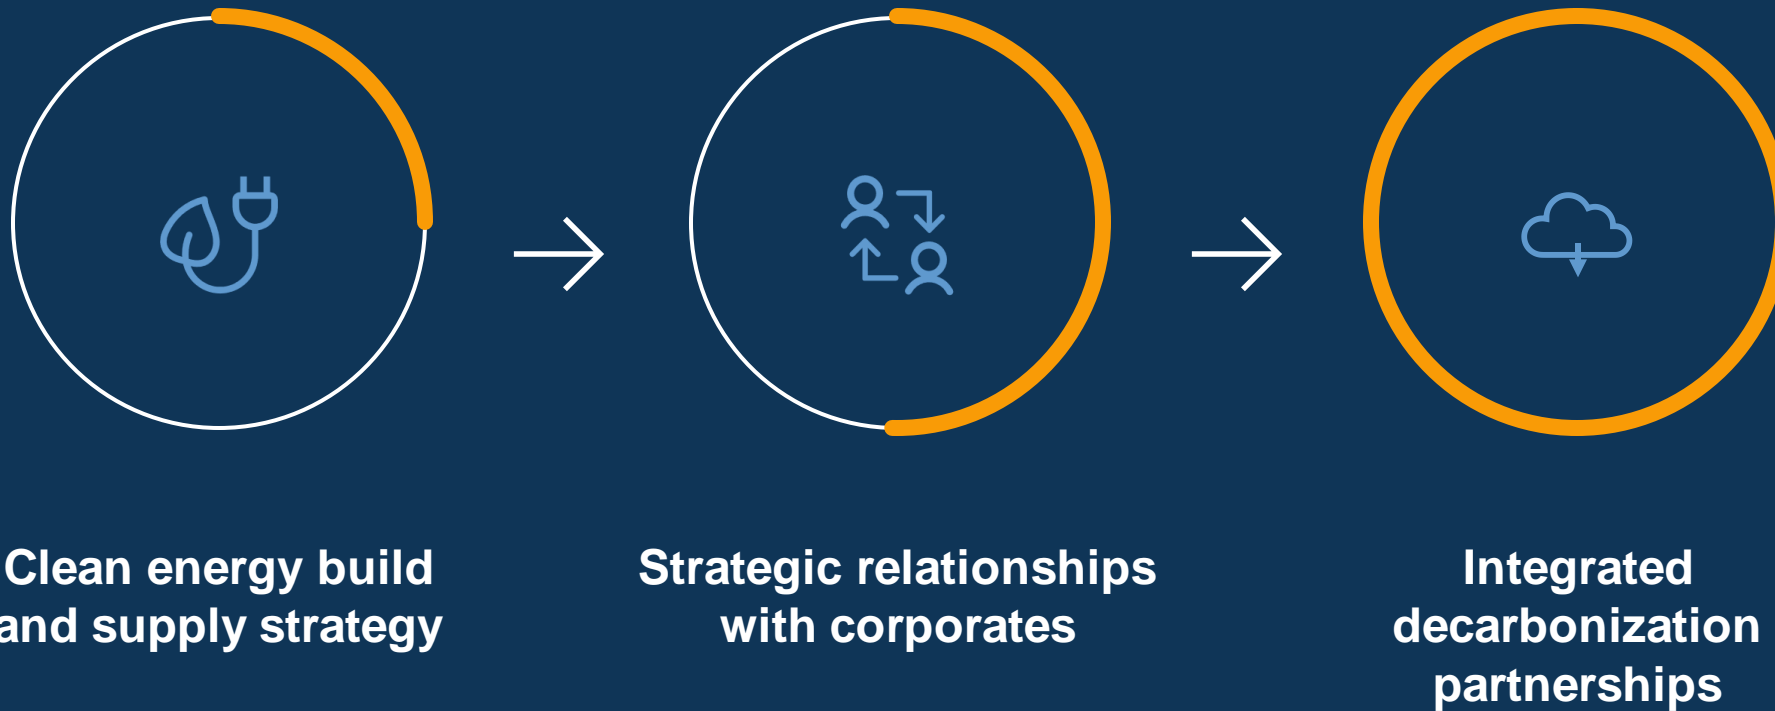 Clean energy build
and supply strategy
Strategic relationships
with corporates
Integrated
decarbonization
partnerships